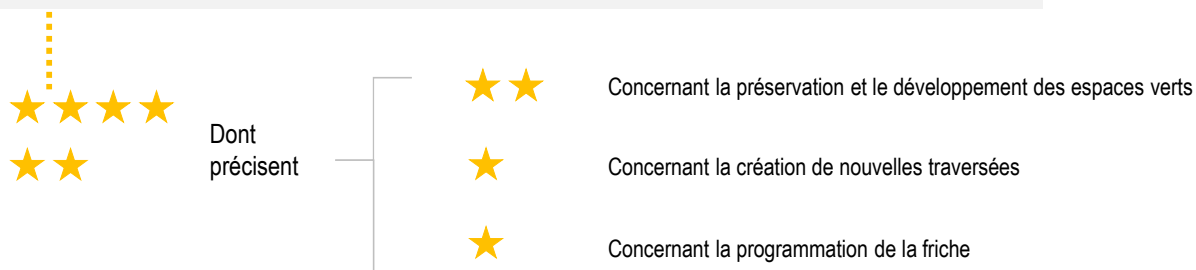 Concernant la préservation et le développement des espaces verts
Dont
précisent
Concernant la création de nouvelles traversées
Concernant la programmation de la friche